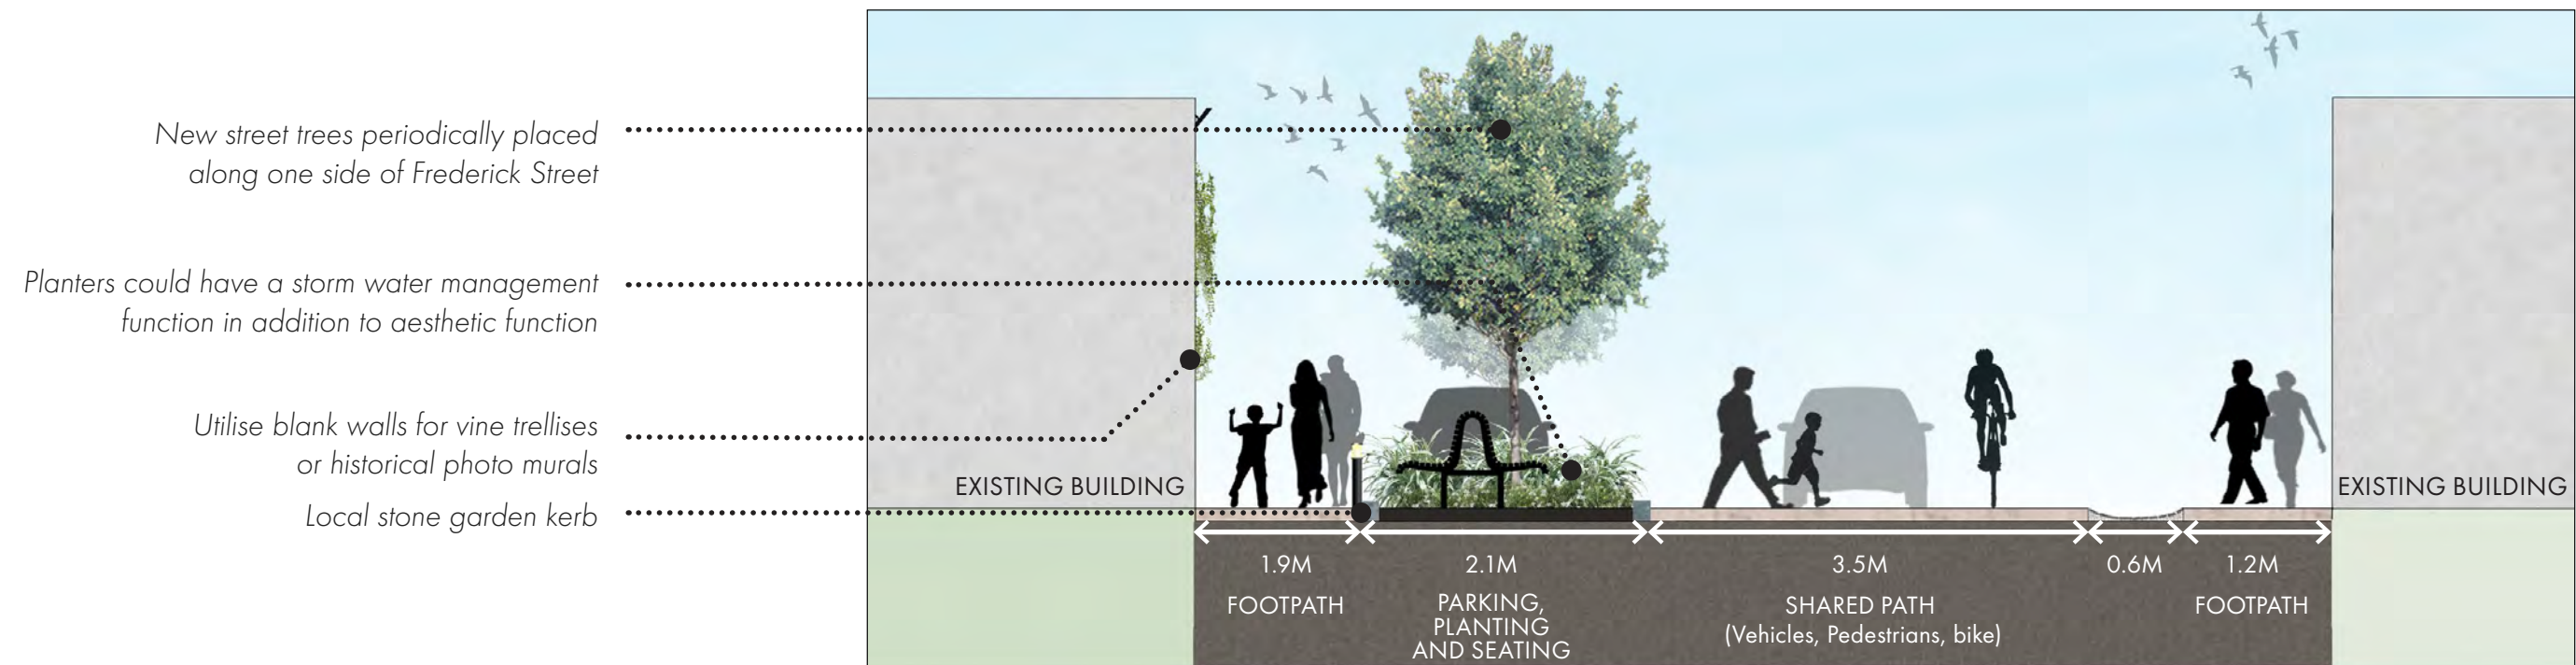 New street trees periodically placed
along one side of Frederick Street
Planters could have a storm water management
function in addition to aesthetic function
Utilise blank walls for vine trellises
or historical photo murals
Local stone garden kerb
EXISTING BUILDING
EXISTING BUILDING
1.9M
FOOTPATH
2.1M
PARKING,
PLANTING
AND SEATING
3.5M
SHARED PATH
(Vehicles, Pedestrians, bike)
0.6M
1.2M
FOOTPATH